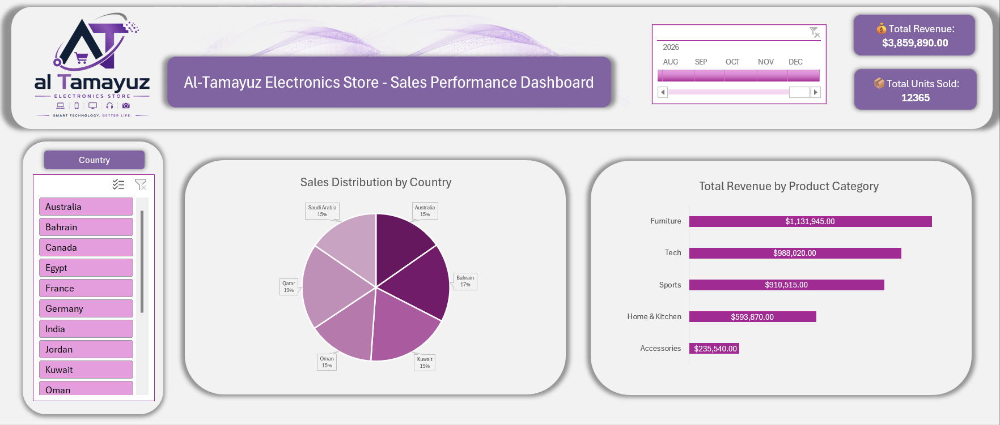 AT
al Tamayuz
ELECTRONICS STORE
SMART TECHNOLOGY. BETTER LIFE.
Al-Tamayuz Electronics Store - Sales Performance Dashboard
2026
AUG SEP OCT NOV DEC
💰 Total Revenue:
$3,859,890.00
📦 Total Units Sold:
12365
Country
Australia
Bahrain
Canada
Egypt
France
Germany
India
Jordan
Kuwait
Oman
Sales Distribution by Country
Saudi Arabia
15%
Australia
15%
Qatar
19%
Bahrain
17%
Oman
15%
Kuwait
19%
Total Revenue by Product Category
Furniture $1,131,945.00
Tech $988,020.00
Sports $910,515.00
Home & Kitchen $593,870.00
Accessories $235,540.00